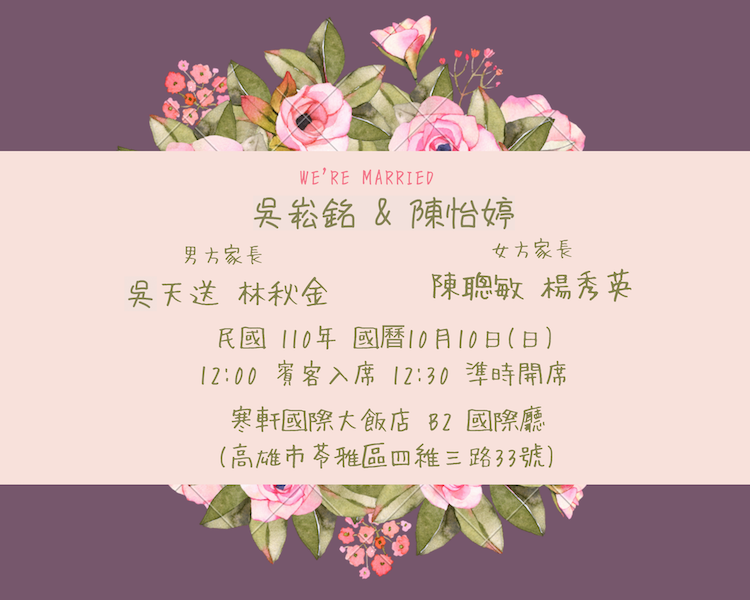 WE'RE MARRIED
吳崧銘 & 陳怡婷
男方家長
女方家長
吳天送 林秋金
陳聰敏 楊秀英
民國 110年 國曆10月10日(日)
12:00 賓客入席 12:30 準時開席
寒軒國際大飯店 B2 國際廳
(高雄市苓雅區四維三路33號)